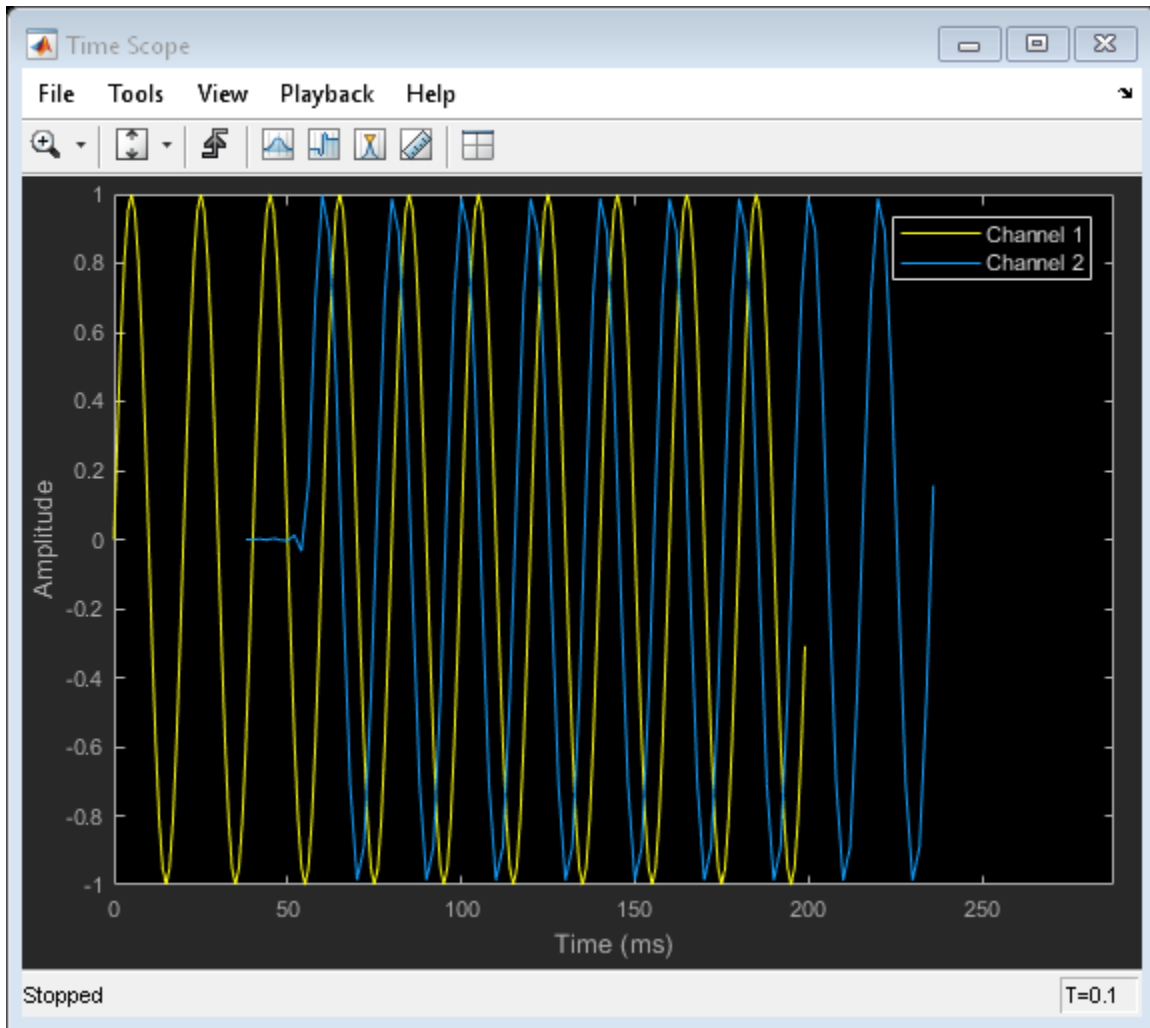 Time Scope
File Tools View Playback Help
1
0.8
0.6
0.4
0.2
0
-0.2
-0.4
-0.6
-0.8
-1
Amplitude
Channel 1
Channel 2
0 50 100 150 200 250
Time (ms)
Stopped T=0.1